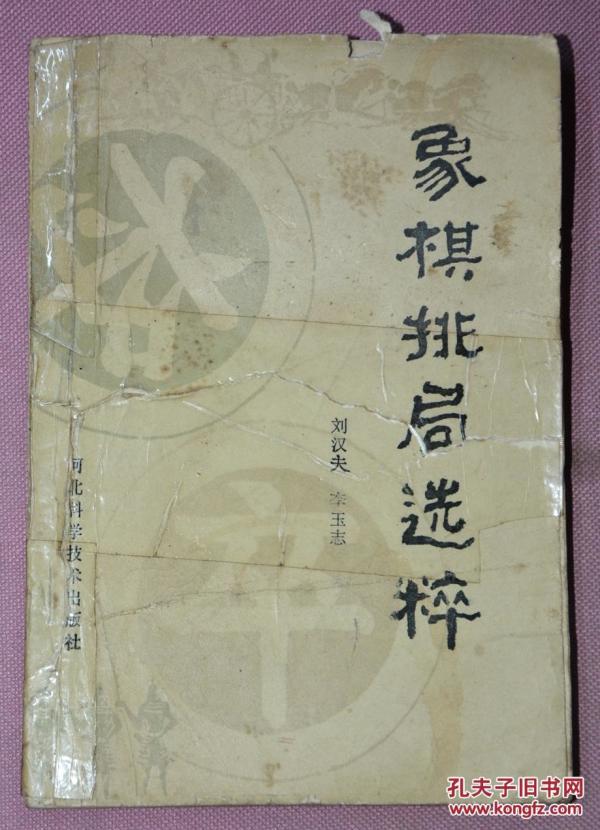 象棋排局选粹
刘汉夫 李玉志
河北科学技术出版社
孔夫子旧书网
www.kongfz.com